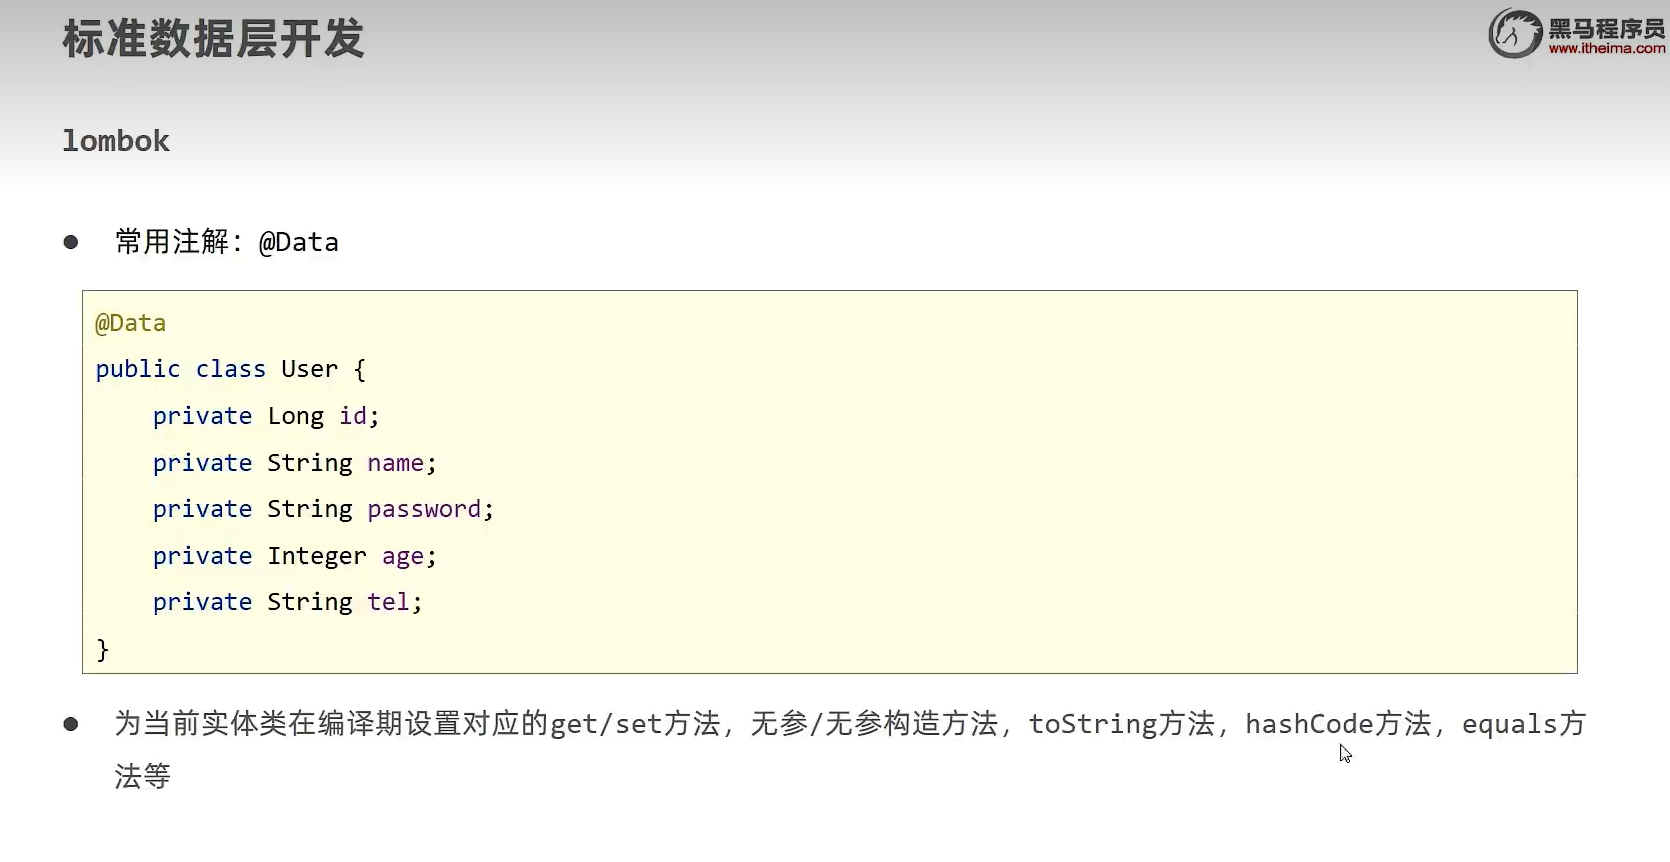 标准数据层开发
黑马程序员
www.itheima.com
lombok
● 常用注解：@Data
@Data
public class User {
    private Long id;
    private String name;
    private String password;
    private Integer age;
    private String tel;
}
● 为当前实体类在编译期设置对应的get/set方法，无参/无参构造方法，toString方法，hashCode方法，equals方
法等